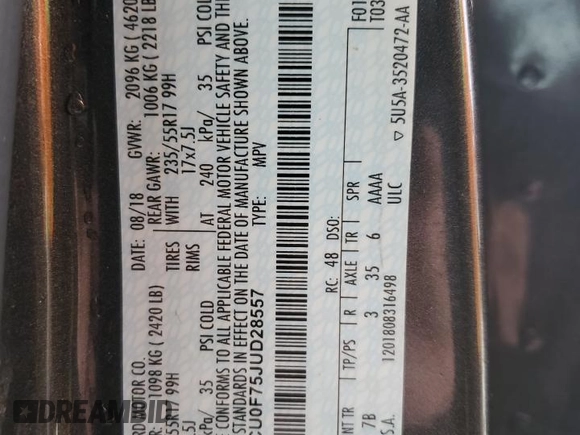 RD MOTOR CO. DATE: 08/18 GVWR: 2096 KG ( 4620
1098 KG ( 2420 LB) REAR GAWR: 1006 KG ( 2218 LB
55R17 99H TIRES WITH 235/55R17 99H
5J RIMS 17x7.5J
kPa/ 35 PSI COLD AT 240 kPa/ 35 PSI COLD
CONFORMS TO ALL APPLICABLE FEDERAL MOTOR VEHICLE SAFETY AND
STANDARDS IN EFFECT ON THE DATE OF MANUFACTURE SHOWN ABOVE.
CU0F75JUD28557 TYPE: MPV
F01
T03
RC: 48 DSO:
INT TR TP/PS R AXLE TR SPR
7B 3 35 6 AAAA
ULC
S.A. 1201808316498 ▽ 5U5A-3520472-AA
DREAMBID